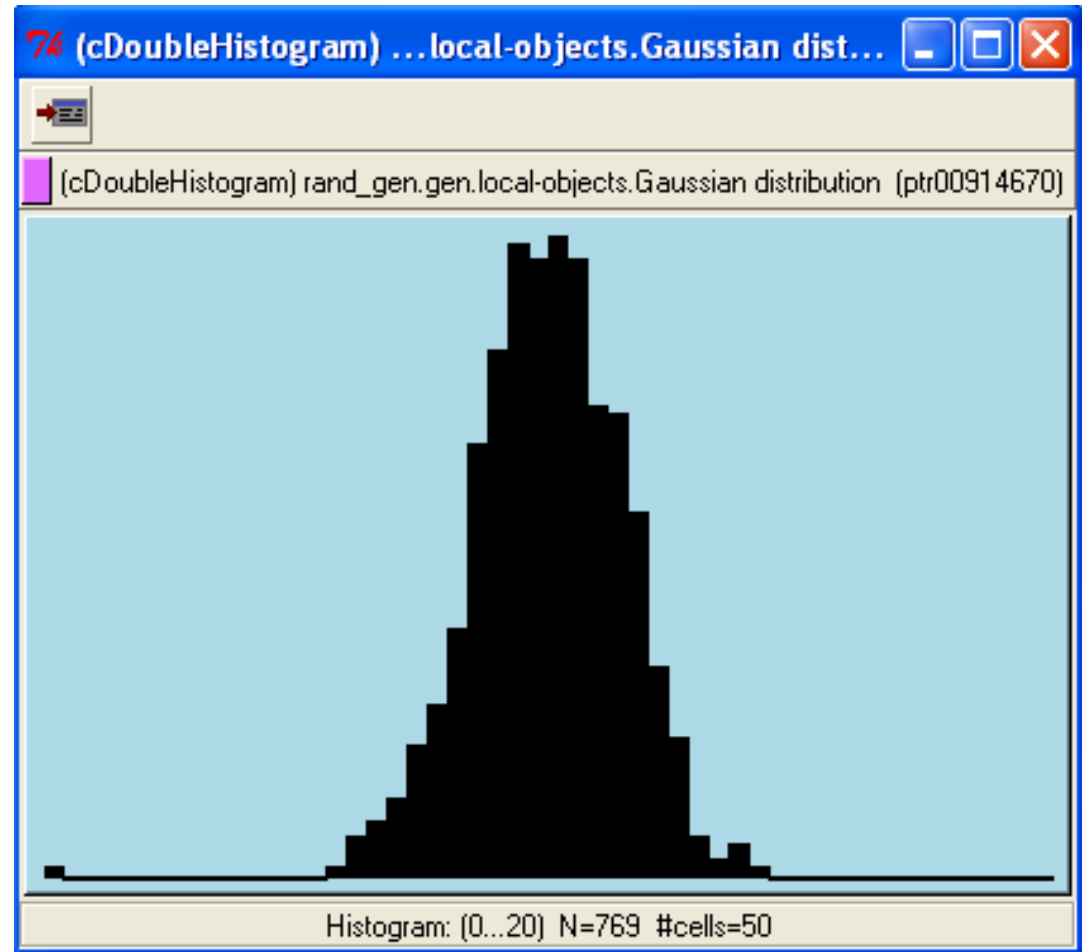 7% (cDoubleHistogram) ...local-objects.Gaussian dist...
(cDoubleHistogram) rand_gen.gen.local-objects.Gaussian distribution (ptr00914670)
Histogram: (0...20) N=769 #cells=50